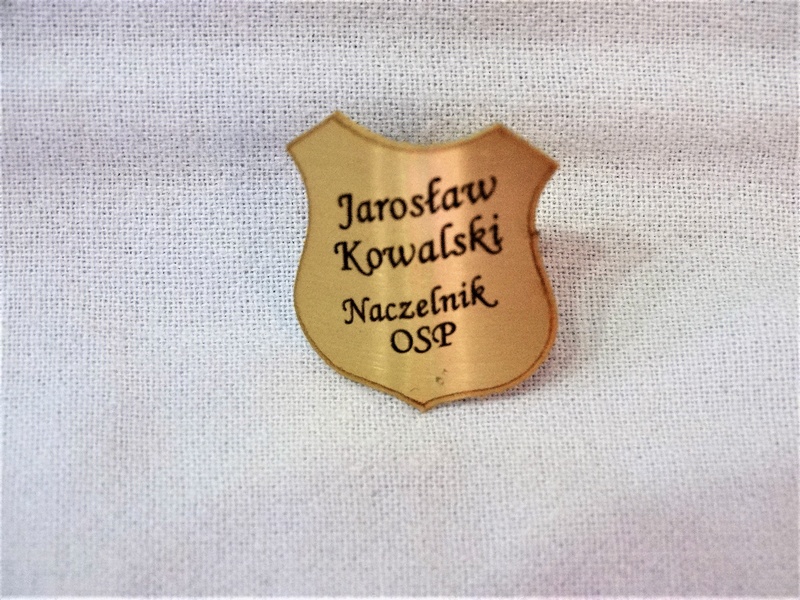 Jarosław
Kowalski
Naczelnik
OSP